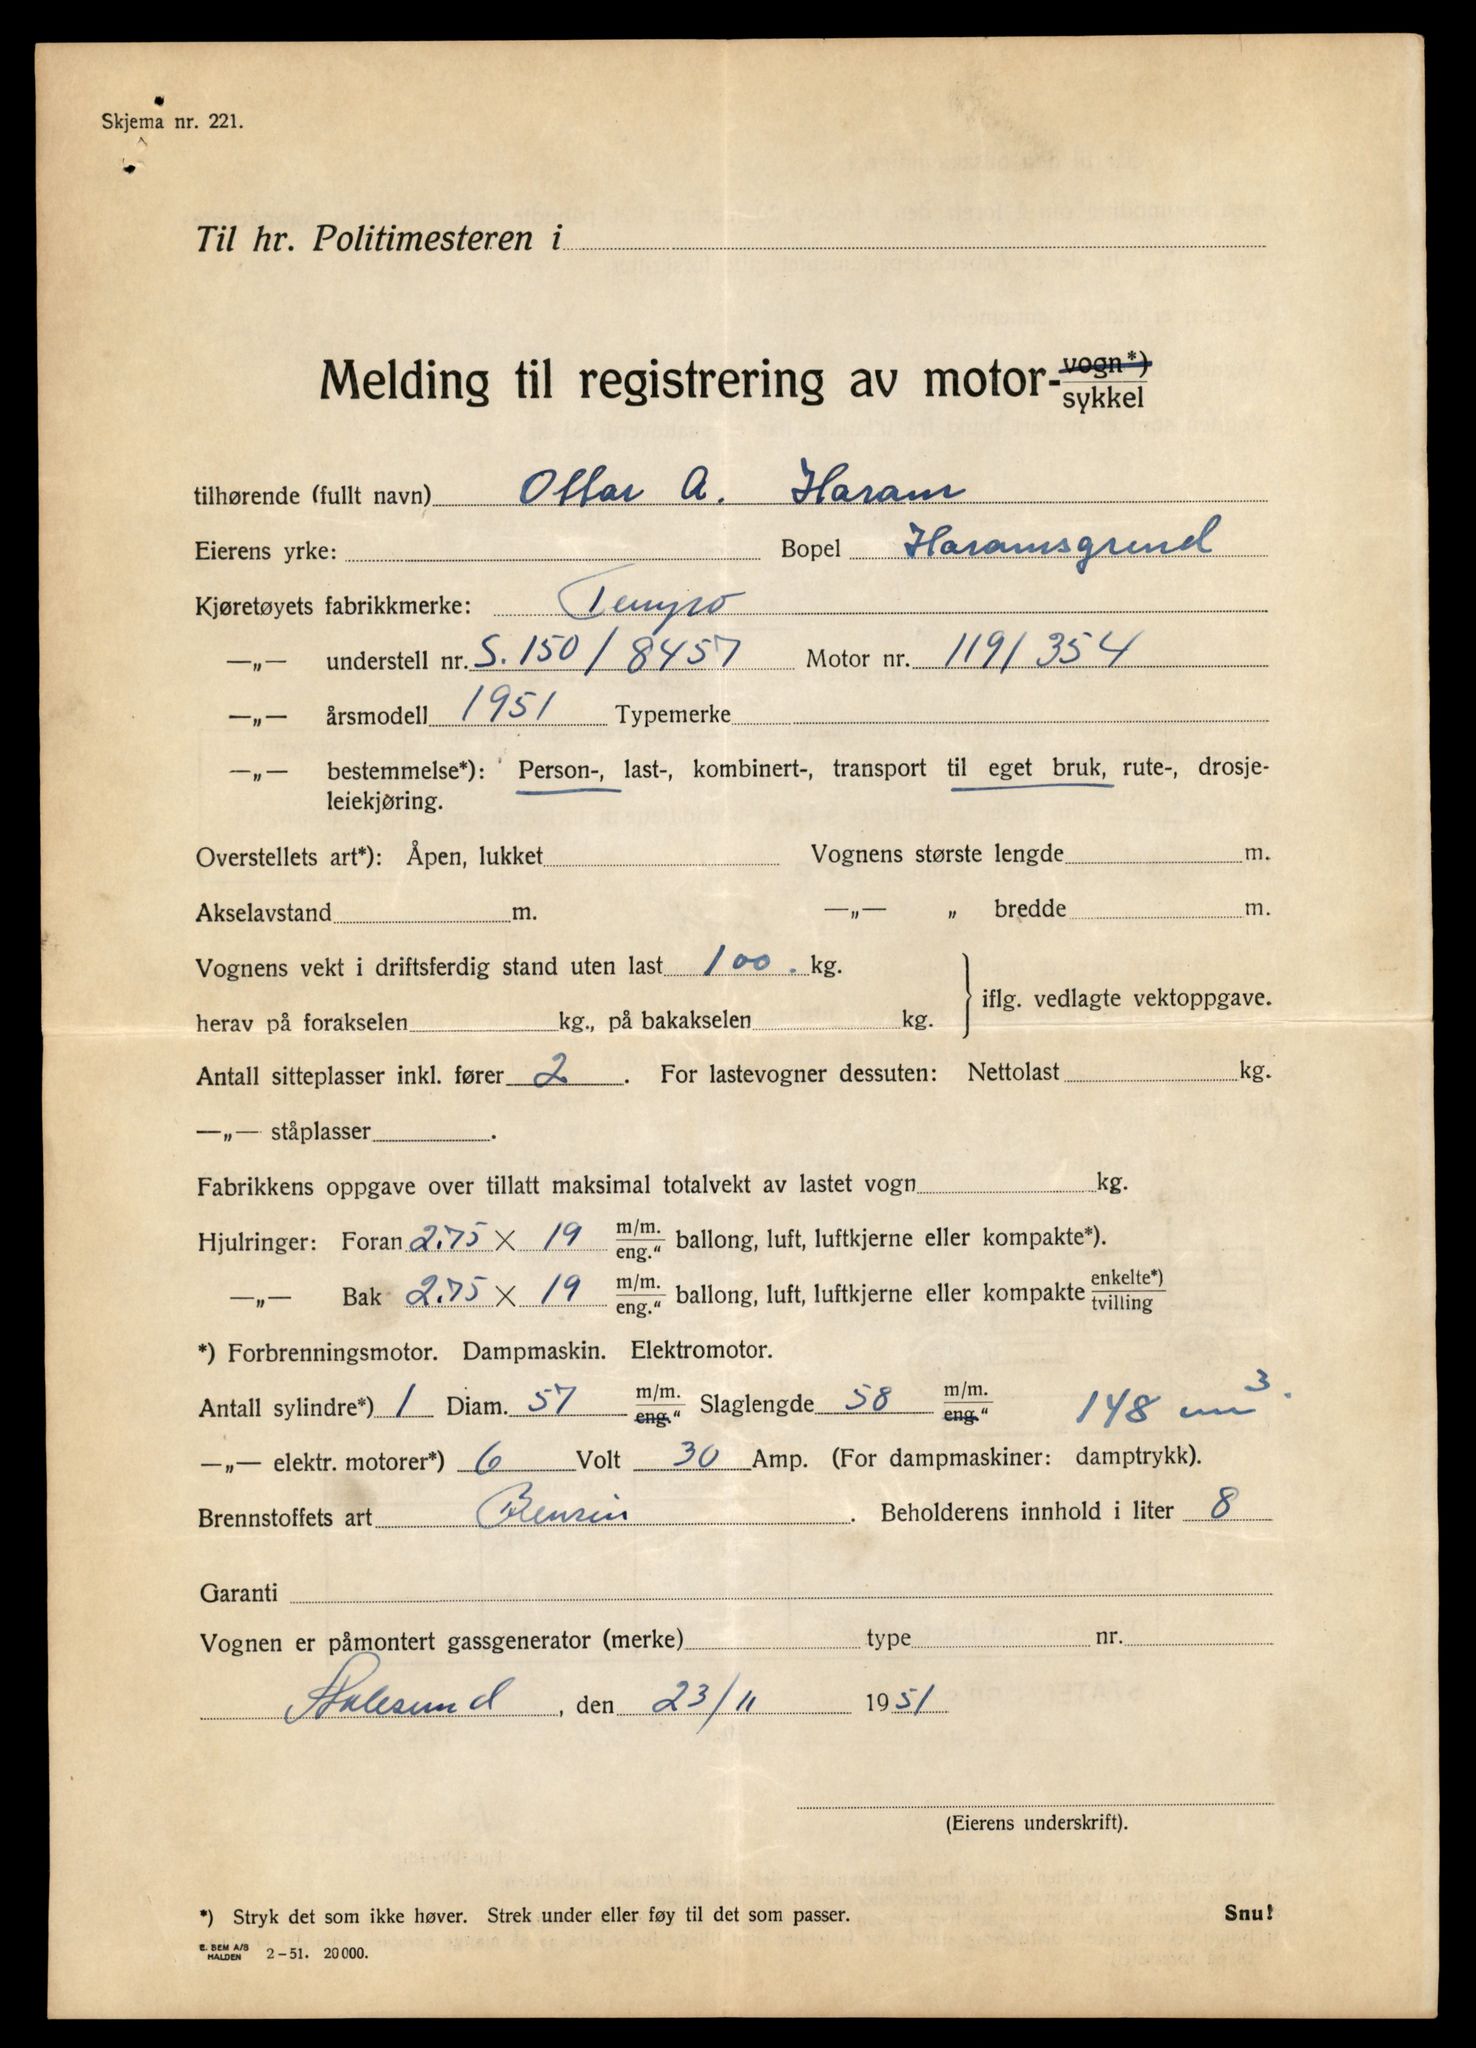 Skjema nr. 221.
Til hr. Politimesteren i
Melding til registrering av motor-vogn*) sykkel
tilhørende (fullt navn) Ottar A. Haram
Eierens yrke: Bopel Haramsgrend
Kjøretøyets fabrikkmerke: Tempo
—„— understell nr. S. 150 / 8457 Motor nr. 1191354
—„— årsmodell 1951 Typemerke
—„— bestemmelse*): Person-, last-, kombinert-, transport til eget bruk, rute-, drosje-
leiekjøring.
Overstellets art*): Åpen, lukket Vognens største lengde m.
Akselavstand m. —„— „ bredde m.
Vognens vekt i driftsferdig stand uten last 100. kg.
iflg. vedlagte vektoppgave.
herav på forakselen kg., på bakakselen kg.
Antall sitteplasser inkl. fører 2. For lastevogner dessuten: Nettolast kg.
—„— ståplasser .
Fabrikkens oppgave over tillatt maksimal totalvekt av lastet vogn kg.
Hjulringer: Foran 2.75 × 19 m/m. eng.“ ballong, luft, luftkjerne eller kompakte*).
—„— Bak 2.75 × 19 m/m. eng.“ ballong, luft, luftkjerne eller kompakte enkelte*) tvilling
*) Forbrenningsmotor. Dampmaskin. Elektromotor.
Antall sylindre*) 1 Diam. 57 m/m. eng.“ Slaglengde 58 m/m. eng.“ 148 cm³.
—„— elektr. motorer*) 6 Volt 30 Amp. (For dampmaskiner: damptrykk).
Brennstoffets art Bensin . Beholderens innhold i liter 8
Garanti
Vognen er påmontert gassgenerator (merke) type nr.
Aalesund, den 23/11 1951
(Eierens underskrift).
*) Stryk det som ikke høver. Strek under eller føy til det som passer. Snu!
E. SEM A/S
HALDEN 2–51. 20 000.